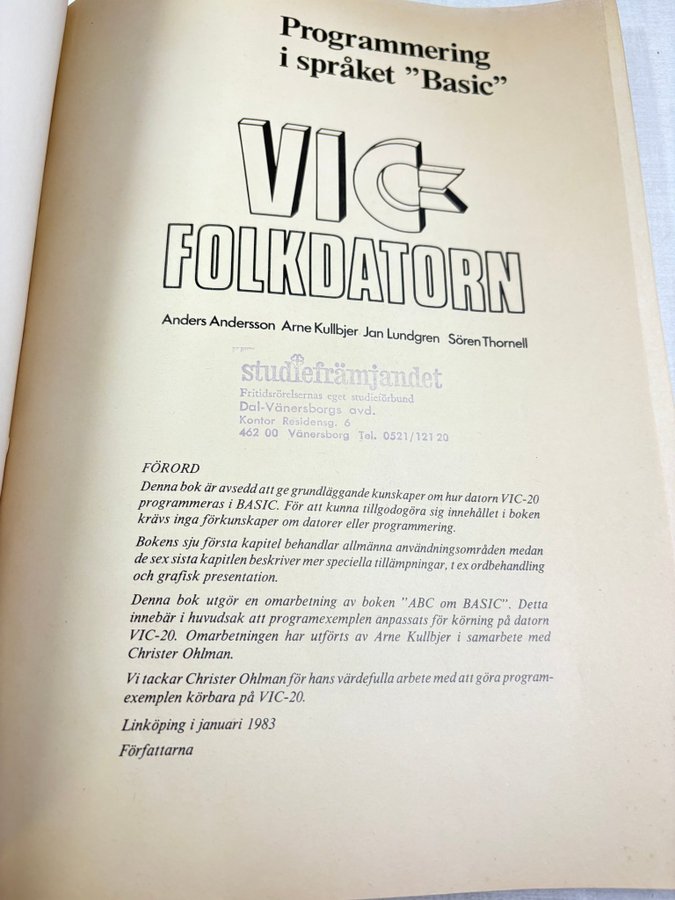 Programmering
i språket ”Basic”
VIC
FOLKDATORN
Anders Andersson Arne Kullbjer Jan Lundgren Sören Thornell
studiefrämjandet
Fritidsrörelsernas eget studieförbund
Dal-Vänersborgs avd.
Kontor Residensg. 6
462 00 Vänersborg Tel. 0521/121 20
FÖRORD
Denna bok är avsedd att ge grundläggande kunskaper om hur datorn VIC-20
programmeras i BASIC. För att kunna tillgodogöra sig innehållet i boken
krävs inga förkunskaper om datorer eller programmering.
Bokens sju första kapitel behandlar allmänna användningsområden medan
de sex sista kapitlen beskriver mer speciella tillämpningar, t ex ordbehandling
och grafisk presentation.
Denna bok utgör en omarbetning av boken ”ABC om BASIC”. Detta
innebär i huvudsak att programexemplen anpassats för körning på datorn
VIC-20. Omarbetningen har utförts av Arne Kullbjer i samarbete med
Christer Ohlman.
Vi tackar Christer Ohlman för hans värdefulla arbete med att göra program-
exemplen körbara på VIC-20.
Linköping i januari 1983
Författarna